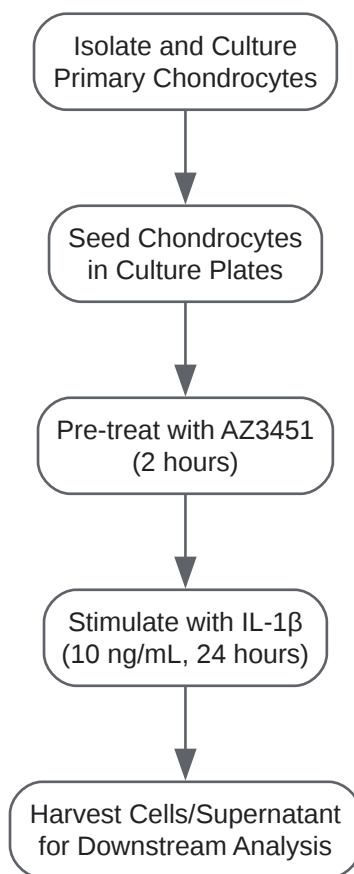 Isolate and Culture
Primary Chondrocytes
Seed Chondrocytes
in Culture Plates
Pre-treat with AZ3451
(2 hours)
Stimulate with IL-1β
(10 ng/mL, 24 hours)
Harvest Cells/Supernatant
for Downstream Analysis